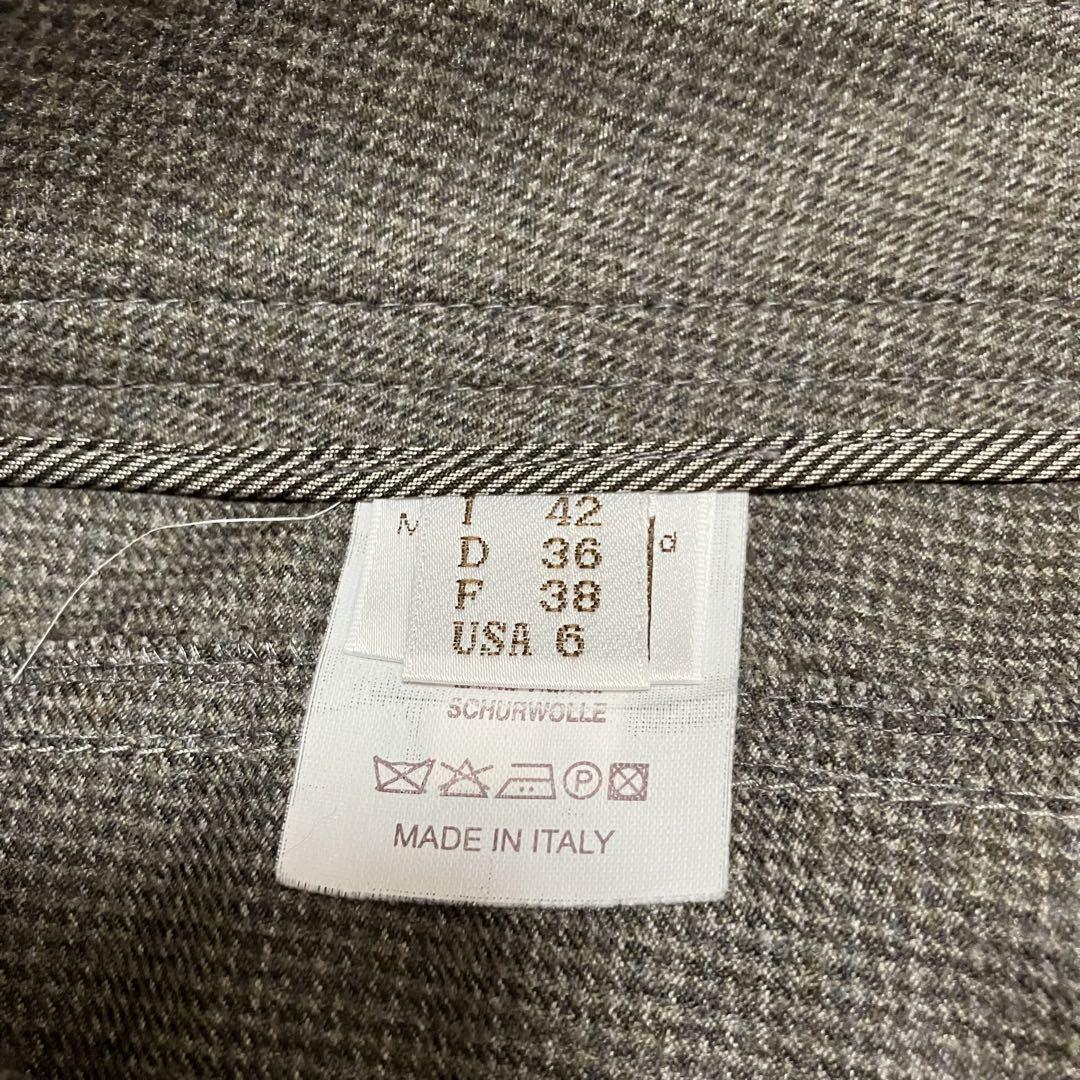 I 42
D 36
F 38
USA 6
SCHURWOLLE
P
MADE IN ITALY